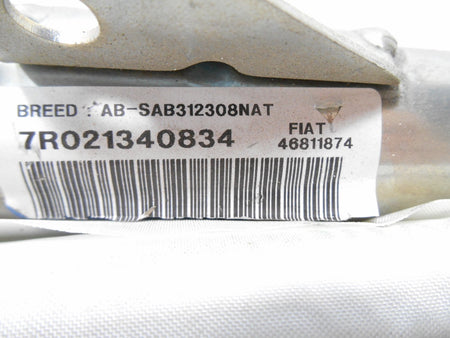 BREED AB-SAB312308NAT
7R021340834 FIAT
46811874